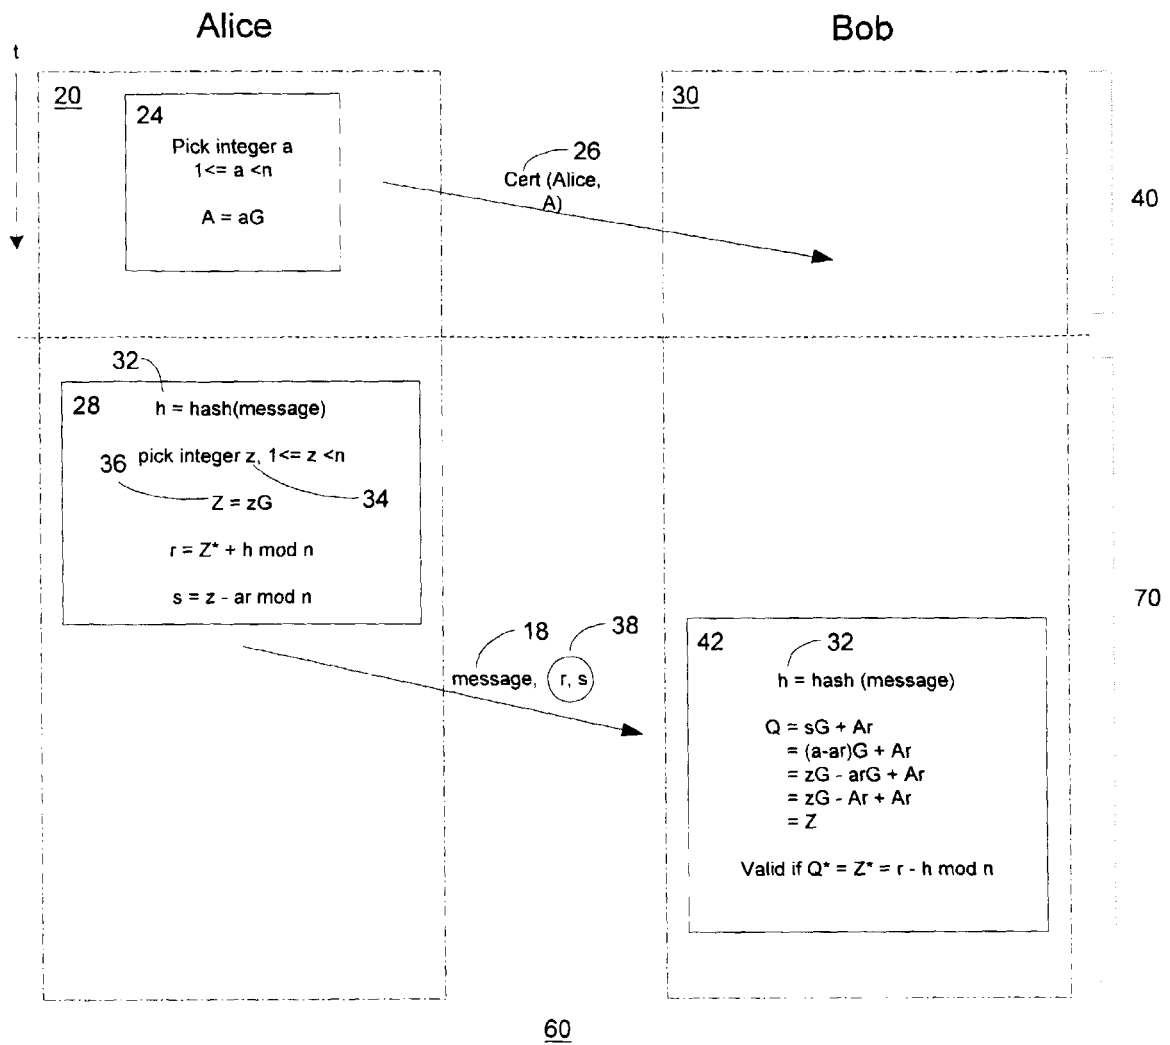 Alice
Bob
t
20
24
Pick integer a
1<= a <n
A = aG
26
Cert (Alice,
A)
30
40
32
28
h = hash(message)
pick integer z, 1<= z <n
36
34
Z = zG
r = Z* + h mod n
s = z - ar mod n
18
38
message, r, s
70
42
32
h = hash (message)
Q = sG + Ar
= (a-ar)G + Ar
= zG - arG + Ar
= zG - Ar + Ar
= Z
Valid if Q* = Z* = r - h mod n
60